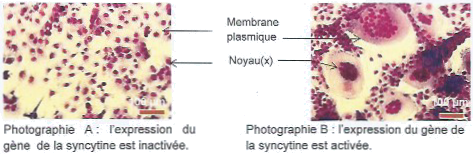 Membrane
plasmique
Noyau(x)
100 µm
100 µm
Photographie A : l'expression du
gène de la syncytine est inactivée.
Photographie B : l'expression du gène de
la syncytine est activée.